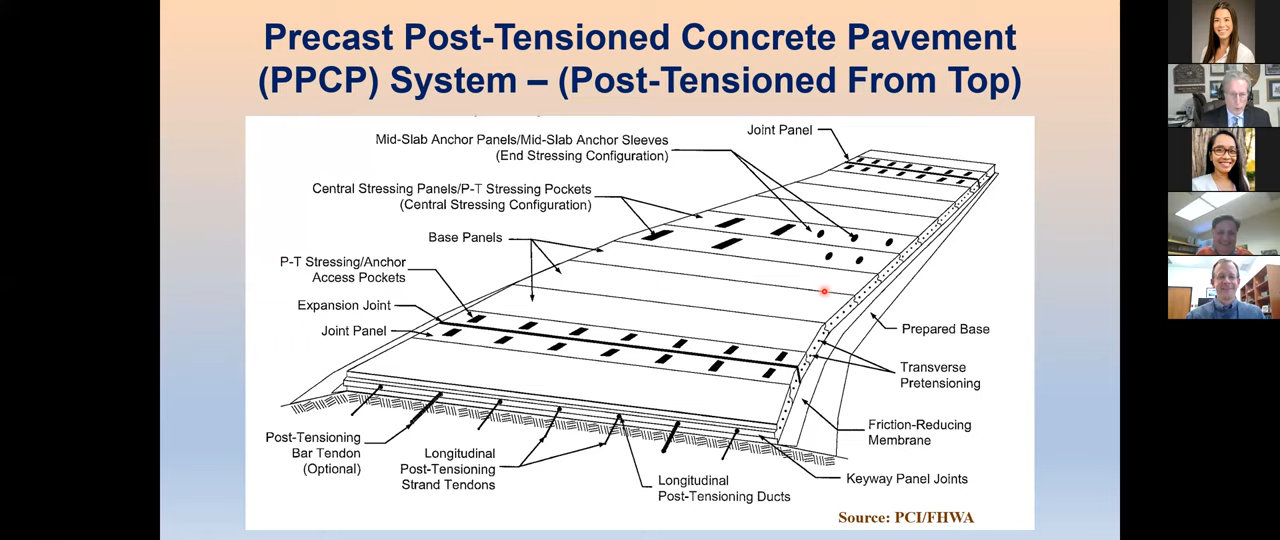 Precast Post-Tensioned Concrete Pavement
(PPCP) System – (Post-Tensioned From Top)
Mid-Slab Anchor Panels/Mid-Slab Anchor Sleeves
(End Stressing Configuration)
Joint Panel
Central Stressing Panels/P-T Stressing Pockets
(Central Stressing Configuration)
Base Panels
P-T Stressing/Anchor
Access Pockets
Expansion Joint
Joint Panel
Prepared Base
Transverse
Pretensioning
Friction-Reducing
Membrane
Post-Tensioning
Bar Tendon
(Optional)
Longitudinal
Post-Tensioning
Strand Tendons
Longitudinal
Post-Tensioning Ducts
Keyway Panel Joints
Source: PCI/FHWA